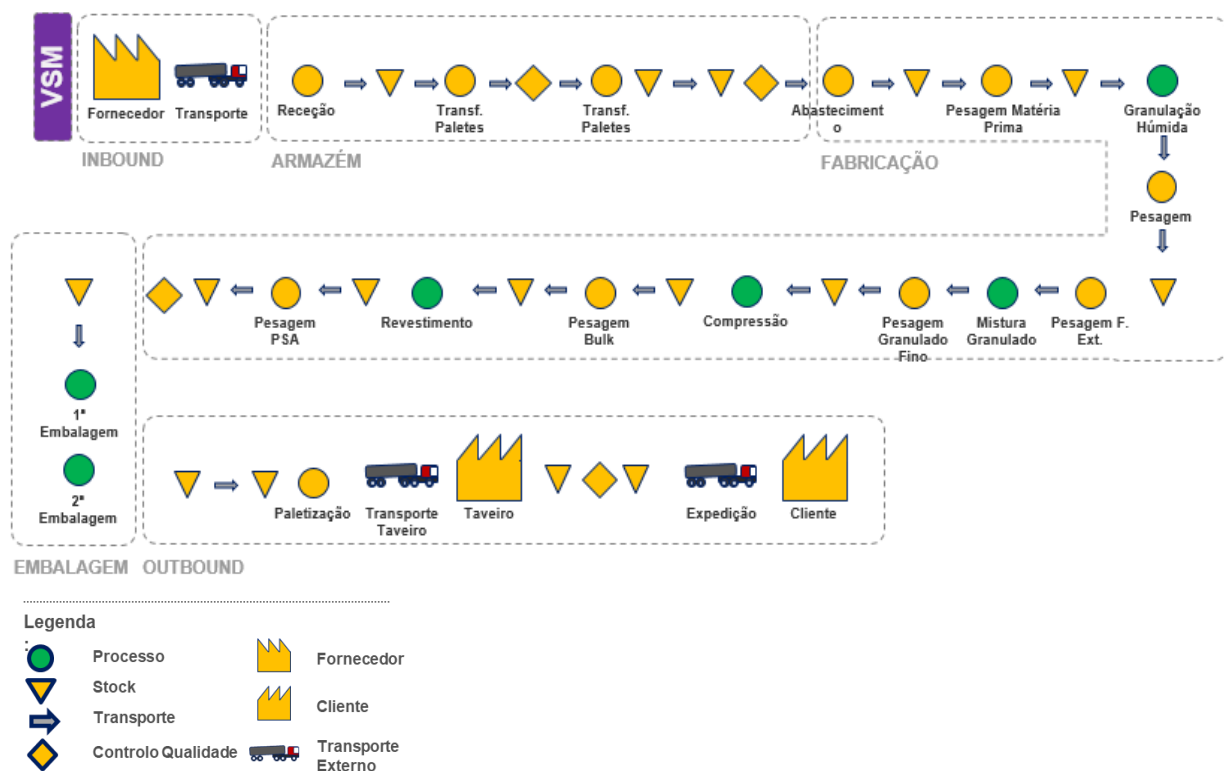 VSM
Fornecedor
Transporte
INBOUND
Receção
Transf.
Paletes
Transf.
Paletes
ARMAZÉM
Abasteciment
o
Pesagem Matéria
Prima
Granulação
Húmida
FABRICAÇÃO
Pesagem
Pesagem F.
Ext.
Mistura
Granulado
Pesagem
Granulado
Fino
Compressão
Pesagem
Bulk
Revestimento
Pesagem
PSA
1ª
Embalagem
2ª
Embalagem
EMBALAGEM
Paletização
Transporte
Taveiro
Taveiro
Expedição
Cliente
OUTBOUND
Legenda
:
Processo
Stock
Transporte
Controlo Qualidade
Fornecedor
Cliente
Transporte
Externo